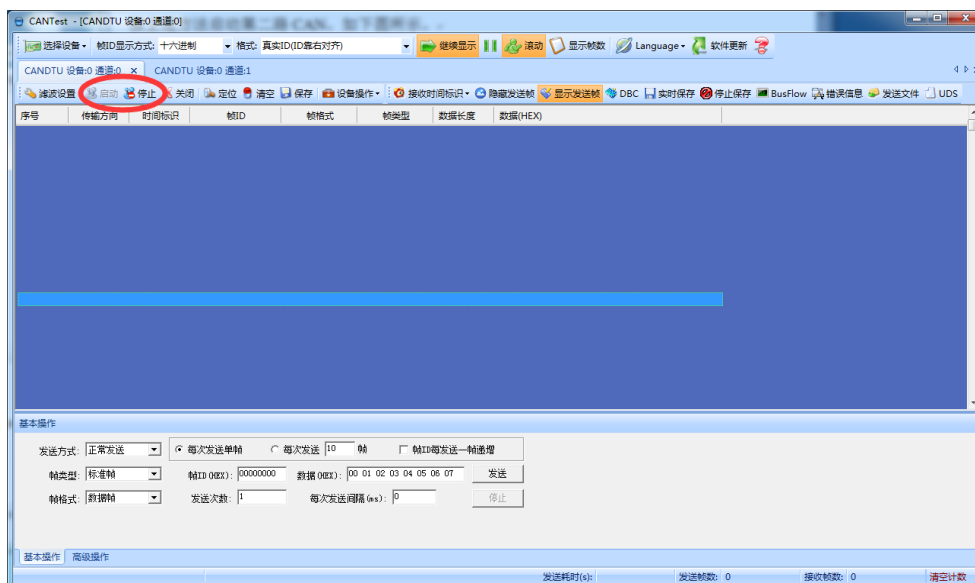 CANTest - [CANDTU 设备:0 通道:0]
选择设备 帧ID显示方式: 十六进制 格式: 真实ID(ID靠右对齐) 继续显示 滚动 显示帧数 Language 软件更新
CANDTU 设备:0 通道:0 × CANDTU 设备:0 通道:1
滤波设置 启动 停止 关闭 定位 清空 保存 设备操作 接收时间标识 隐藏发送帧 显示发送帧 DBC 实时保存 停止保存 BusFlow 错误信息 发送文件 UDS
序号 传输方向 时间标识 帧ID 帧格式 帧类型 数据长度 数据(HEX)
基本操作
发送方式: 正常发送 每次发送单帧 每次发送 10 帧 帧ID每发送一帧递增
帧类型: 标准帧 帧ID(HEX): 00000000 数据(HEX): 00 01 02 03 04 05 06 07 发送
帧格式: 数据帧 发送次数: 1 每次发送间隔(ms): 0 停止
基本操作 高级操作
发送耗时(s): 发送帧数: 0 接收帧数: 0 清空计数